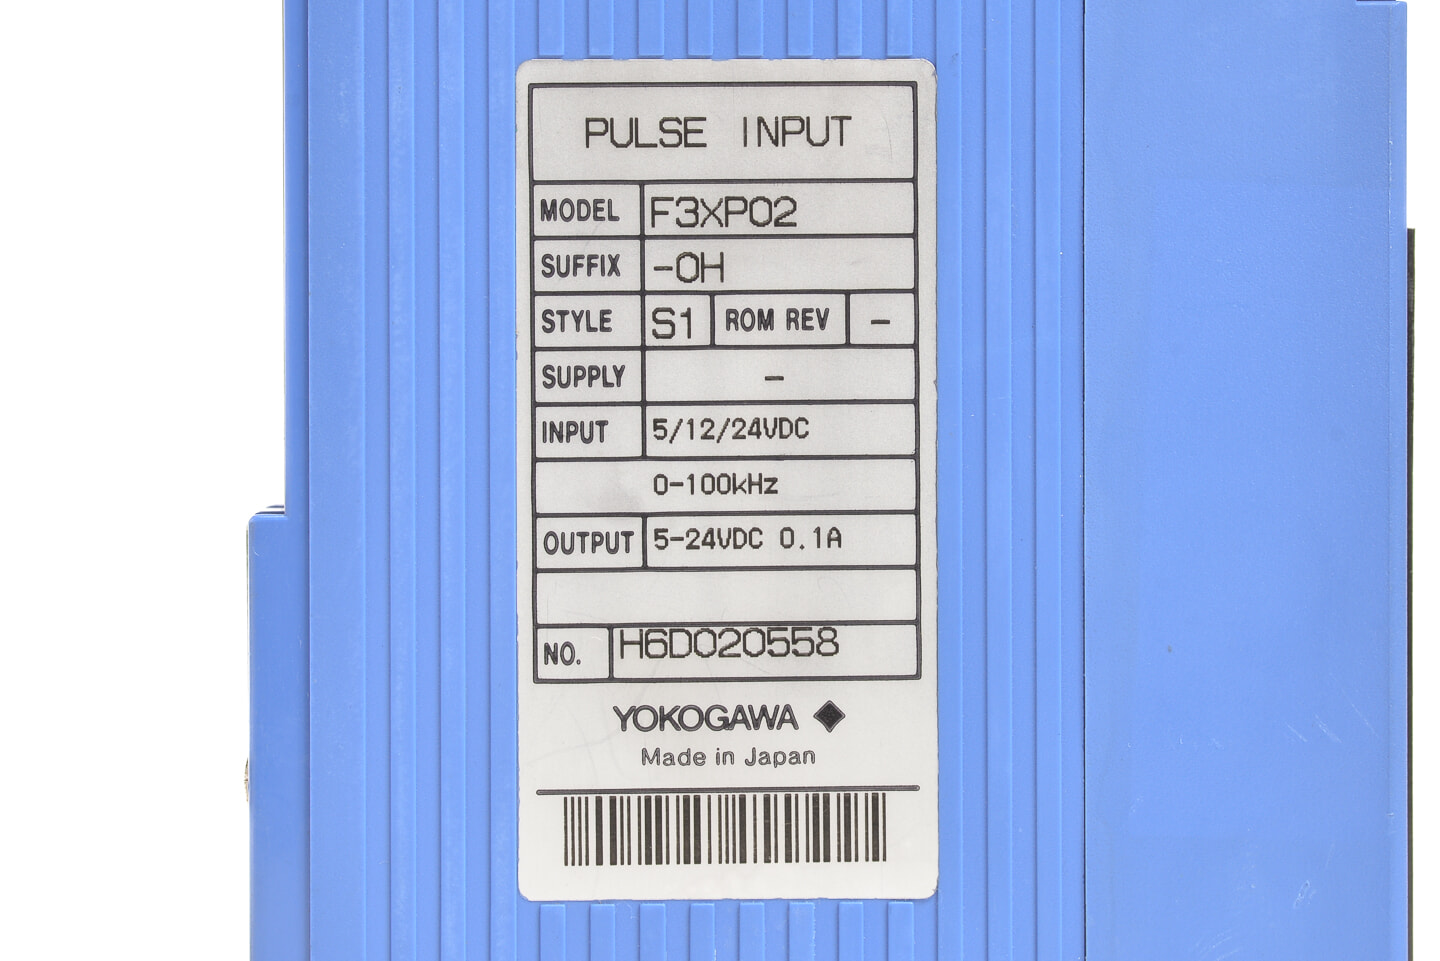 PULSE INPUT
MODEL F3XP02
SUFFIX -0H
STYLE S1 ROM REV -
SUPPLY -
INPUT 5/12/24VDC
0-100kHz
OUTPUT 5-24VDC 0.1A
NO. H6D020558
YOKOGAWA
Made in Japan